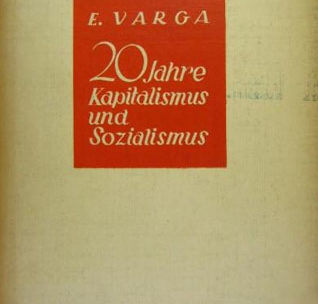 E. VARGA
20 Jahre
Kapitalismus
und
Sozialismus